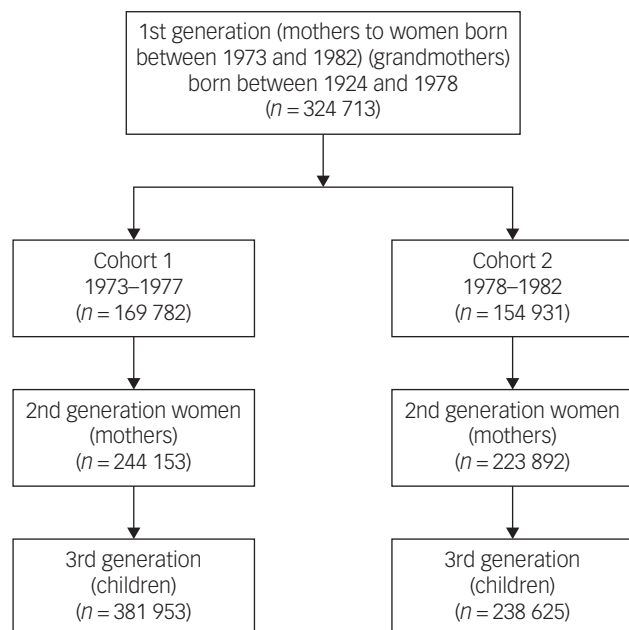 1st generation (mothers to women born
between 1973 and 1982) (grandmothers)
born between 1924 and 1978
(n = 324 713)
Cohort 1
1973–1977
(n = 169 782)
Cohort 2
1978–1982
(n = 154 931)
2nd generation women
(mothers)
(n = 244 153)
2nd generation women
(mothers)
(n = 223 892)
3rd generation
(children)
(n = 381 953)
3rd generation
(children)
(n = 238 625)